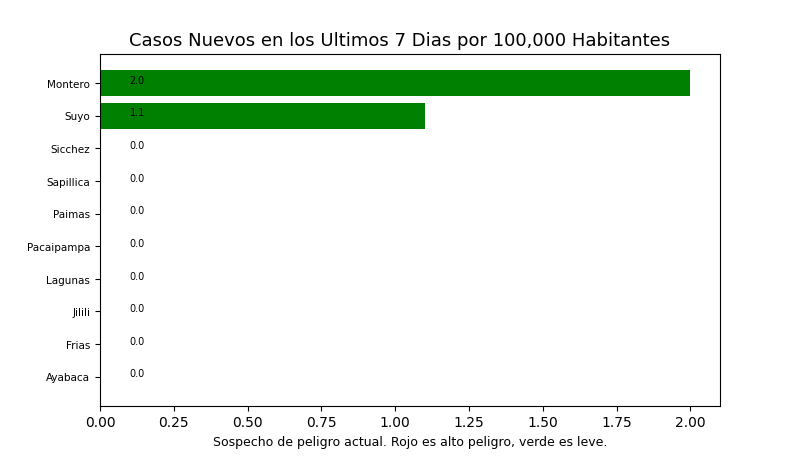 Casos Nuevos en los Ultimos 7 Dias por 100,000 Habitantes
Montero 2.0
Suyo 1.1
Sicchez 0.0
Sapillica 0.0
Paimas 0.0
Pacaipampa 0.0
Lagunas 0.0
Jilili 0.0
Frias 0.0
Ayabaca 0.0
0.00 0.25 0.50 0.75 1.00 1.25 1.50 1.75 2.00
Sospecho de peligro actual. Rojo es alto peligro, verde es leve.